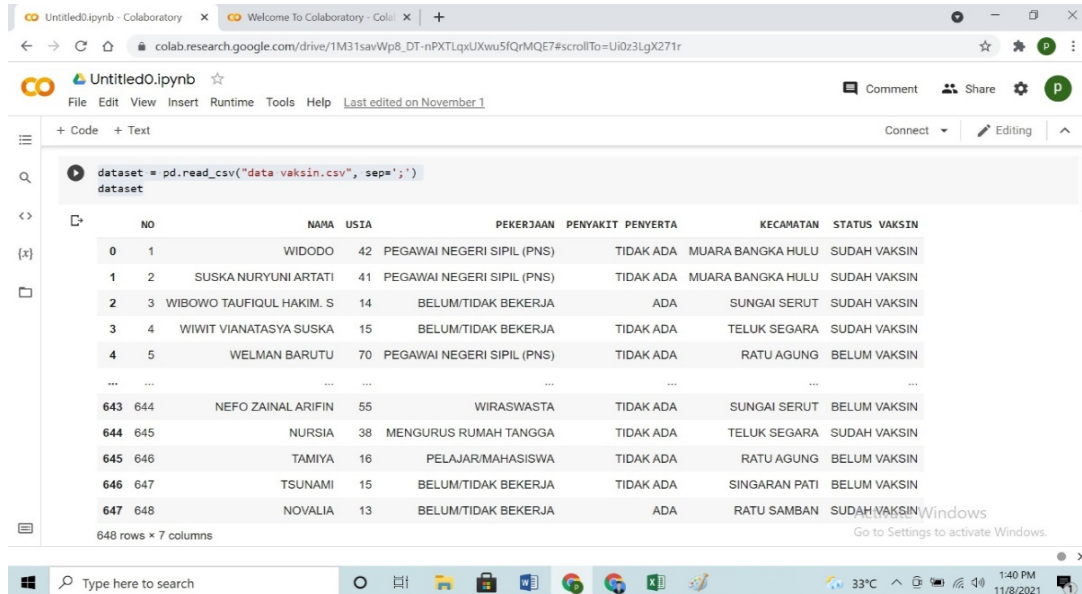 Untitled0.ipynb - Colaboratory Welcome To Colaboratory - Cola
colab.research.google.com/drive/1M31savWp8_DT-nPXTLqxUXwu5fQrMQE7#scrollTo=Ui0z3LgX271r
Untitled0.ipynb
File Edit View Insert Runtime Tools Help Last edited on November 1
Comment Share P
+ Code + Text Connect Editing
dataset = pd.read_csv("data vaksin.csv", sep=';')
dataset
NO NAMA USIA PEKERJAAN PENYAKIT PENYERTA KECAMATAN STATUS VAKSIN
0 1 WIDODO 42 PEGAWAI NEGERI SIPIL (PNS) TIDAK ADA MUARA BANGKA HULU SUDAH VAKSIN
1 2 SUSKA NURYUNI ARTATI 41 PEGAWAI NEGERI SIPIL (PNS) TIDAK ADA MUARA BANGKA HULU SUDAH VAKSIN
2 3 WIBOWO TAUFIQUL HAKIM. S 14 BELUM/TIDAK BEKERJA ADA SUNGAI SERUT SUDAH VAKSIN
3 4 WIWIT VIANATASYA SUSKA 15 BELUM/TIDAK BEKERJA TIDAK ADA TELUK SEGARA SUDAH VAKSIN
4 5 WELMAN BARUTU 70 PEGAWAI NEGERI SIPIL (PNS) TIDAK ADA RATU AGUNG BELUM VAKSIN
... ... ... ... ... ... ... ...
643 644 NEFO ZAINAL ARIFIN 55 WIRASWASTA TIDAK ADA SUNGAI SERUT BELUM VAKSIN
644 645 NURSIA 38 MENGURUS RUMAH TANGGA TIDAK ADA TELUK SEGARA SUDAH VAKSIN
645 646 TAMIYA 16 PELAJAR/MAHASISWA TIDAK ADA RATU AGUNG BELUM VAKSIN
646 647 TSUNAMI 15 BELUM/TIDAK BEKERJA TIDAK ADA SINGARAN PATI BELUM VAKSIN
647 648 NOVALIA 13 BELUM/TIDAK BEKERJA ADA RATU SAMBAN SUDAH VAKSIN
Activate Windows
648 rows × 7 columns
Go to Settings to activate Windows.
Type here to search
33°C
1:40 PM
11/8/2021